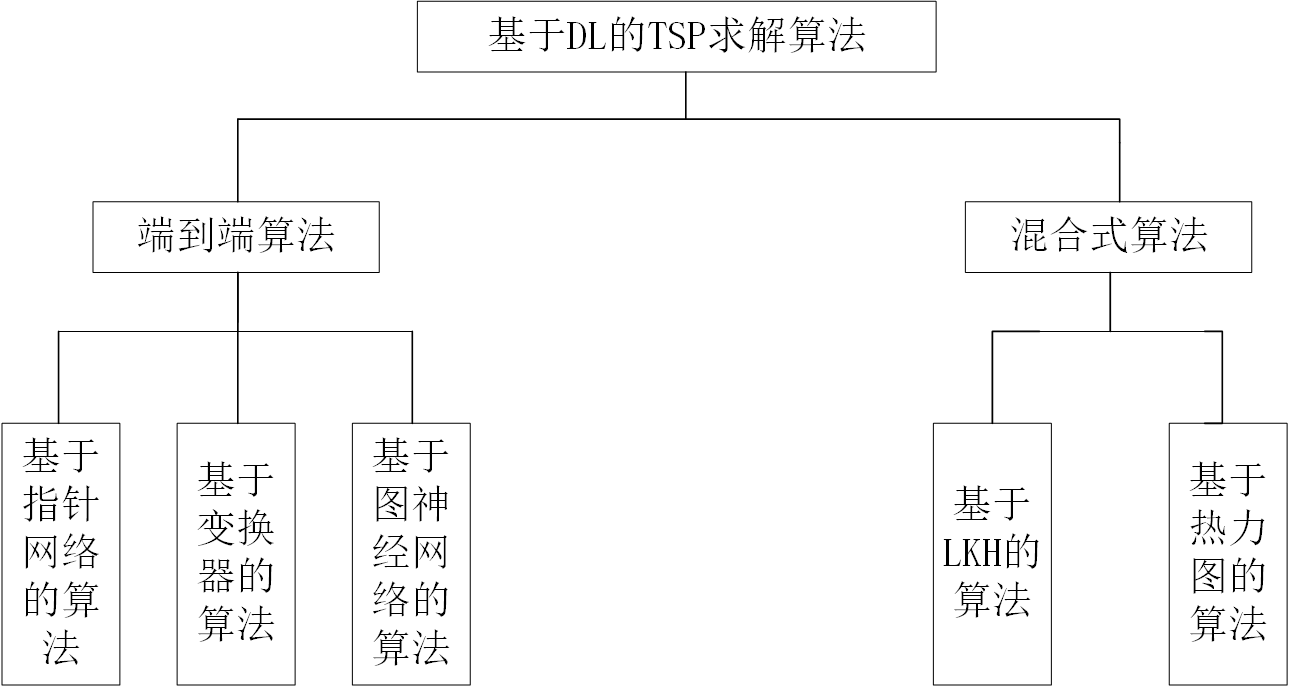 基于DL的TSP求解算法
端到端算法
混合式算法
基于
指针
网络
的算
法
基于
变换
器的
算法
基于
图神
经网
络的
算法
基于
LKH的
算法
基于
热力
图的
算法